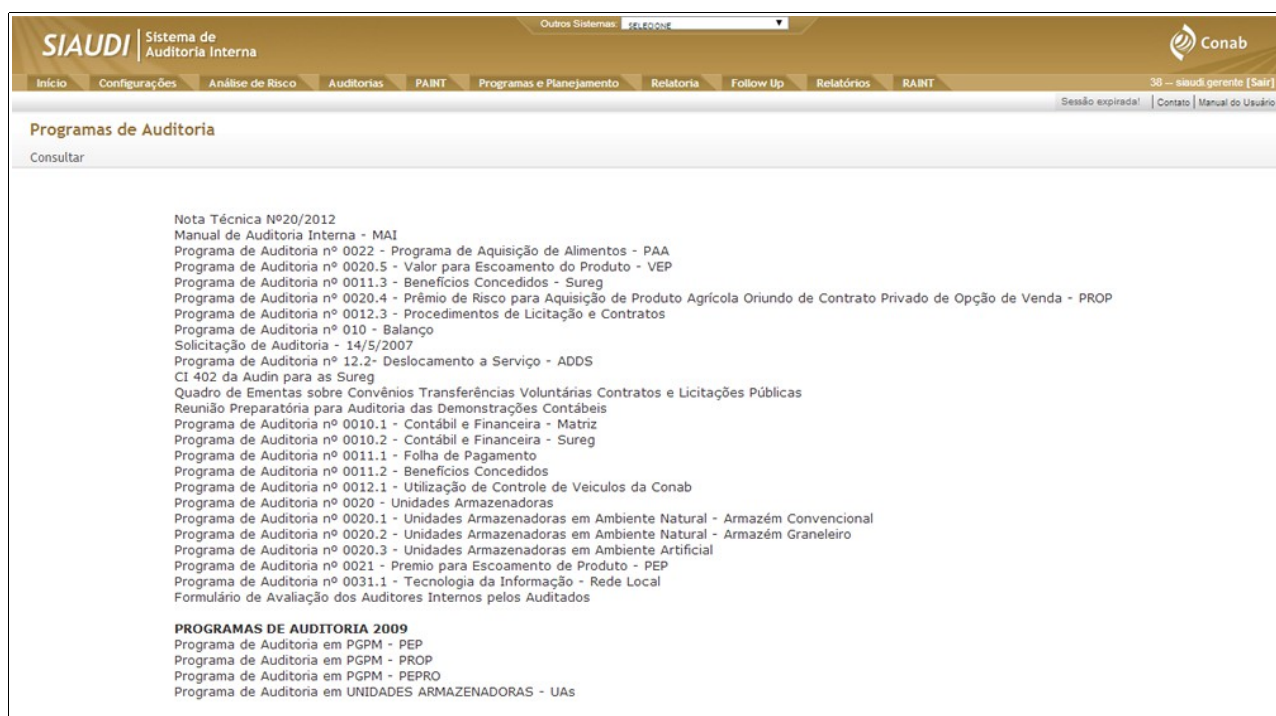 Outros Sistemas: SELECIONE
SIAUDI Sistema de Auditoria Interna
Conab
Início Configurações Análise de Risco Auditorias PAINT Programas e Planejamento Relatoria Follow Up Relatórios RAINT 38 -- siaudi gerente [Sair]
Sessão expirada! | Contato | Manual do Usuário
Programas de Auditoria
Consultar
Nota Técnica Nº20/2012
Manual de Auditoria Interna - MAI
Programa de Auditoria nº 0022 - Programa de Aquisição de Alimentos - PAA
Programa de Auditoria nº 0020.5 - Valor para Escoamento do Produto - VEP
Programa de Auditoria nº 0011.3 - Benefícios Concedidos - Sureg
Programa de Auditoria nº 0020.4 - Prêmio de Risco para Aquisição de Produto Agrícola Oriundo de Contrato Privado de Opção de Venda - PROP
Programa de Auditoria nº 0012.3 - Procedimentos de Licitação e Contratos
Programa de Auditoria nº 010 - Balanço
Solicitação de Auditoria - 14/5/2007
Programa de Auditoria nº 12.2- Deslocamento a Serviço - ADDS
CI 402 da Audin para as Sureg
Quadro de Ementas sobre Convênios Transferências Voluntárias Contratos e Licitações Públicas
Reunião Preparatória para Auditoria das Demonstrações Contábeis
Programa de Auditoria nº 0010.1 - Contábil e Financeira - Matriz
Programa de Auditoria nº 0010.2 - Contábil e Financeira - Sureg
Programa de Auditoria nº 0011.1 - Folha de Pagamento
Programa de Auditoria nº 0011.2 - Benefícios Concedidos
Programa de Auditoria nº 0012.1 - Utilização de Controle de Veiculos da Conab
Programa de Auditoria nº 0020 - Unidades Armazenadoras
Programa de Auditoria nº 0020.1 - Unidades Armazenadoras em Ambiente Natural - Armazém Convencional
Programa de Auditoria nº 0020.2 - Unidades Armazenadoras em Ambiente Natural - Armazém Graneleiro
Programa de Auditoria nº 0020.3 - Unidades Armazenadoras em Ambiente Artificial
Programa de Auditoria nº 0021 - Premio para Escoamento de Produto - PEP
Programa de Auditoria nº 0031.1 - Tecnologia da Informação - Rede Local
Formulário de Avaliação dos Auditores Internos pelos Auditados
PROGRAMAS DE AUDITORIA 2009
Programa de Auditoria em PGPM - PEP
Programa de Auditoria em PGPM - PROP
Programa de Auditoria em PGPM - PEPRO
Programa de Auditoria em UNIDADES ARMAZENADORAS - UAs